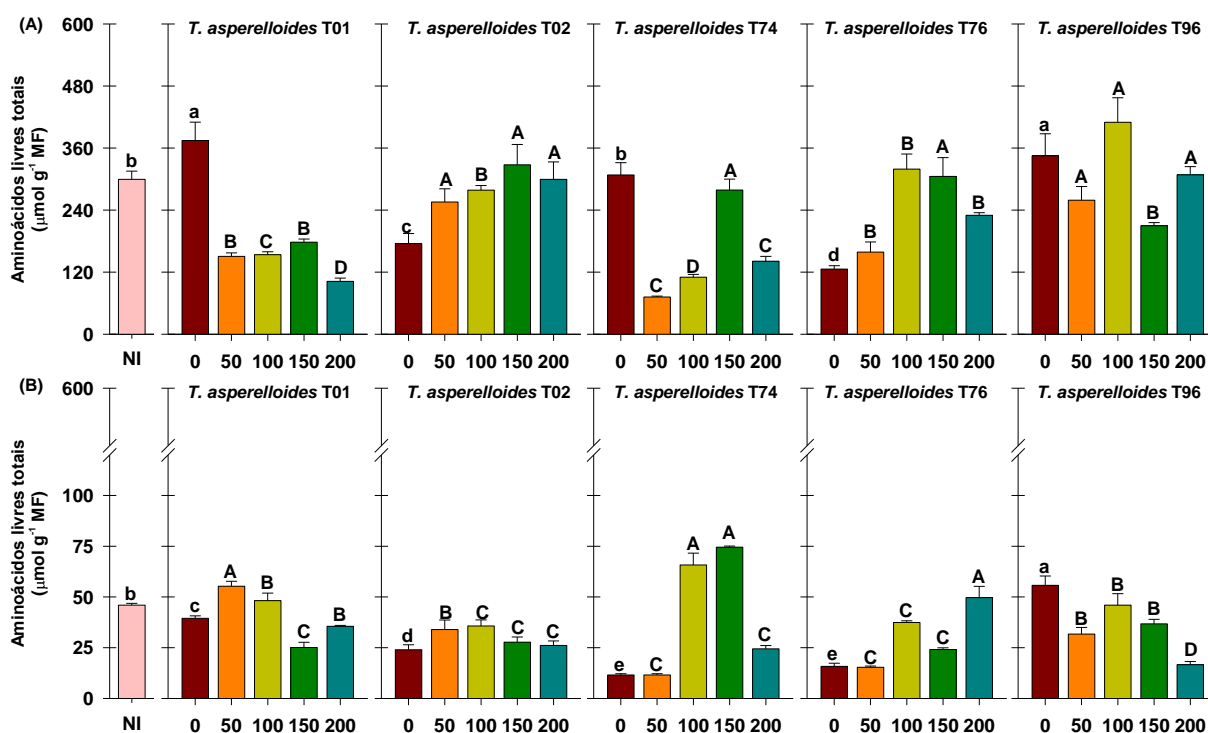 (A)
600
480
360
240
120
0
Aminoácidos livres totais
(µmol g⁻¹ MF)
T. asperelloides T01
T. asperelloides T02
T. asperelloides T74
T. asperelloides T76
T. asperelloides T96
b
a B C B D
c A B A A
b C D A C
d B B A B
a A A B A
NI
0 50 100 150 200
0 50 100 150 200
0 50 100 150 200
0 50 100 150 200
0 50 100 150 200
(B)
600
100
75
50
25
0
Aminoácidos livres totais
(µmol g⁻¹ MF)
T. asperelloides T01
T. asperelloides T02
T. asperelloides T74
T. asperelloides T76
T. asperelloides T96
b
c A B C B
d B C C C
e C A A C
e C C C A
a B B B D
NI
0 50 100 150 200
0 50 100 150 200
0 50 100 150 200
0 50 100 150 200
0 50 100 150 200